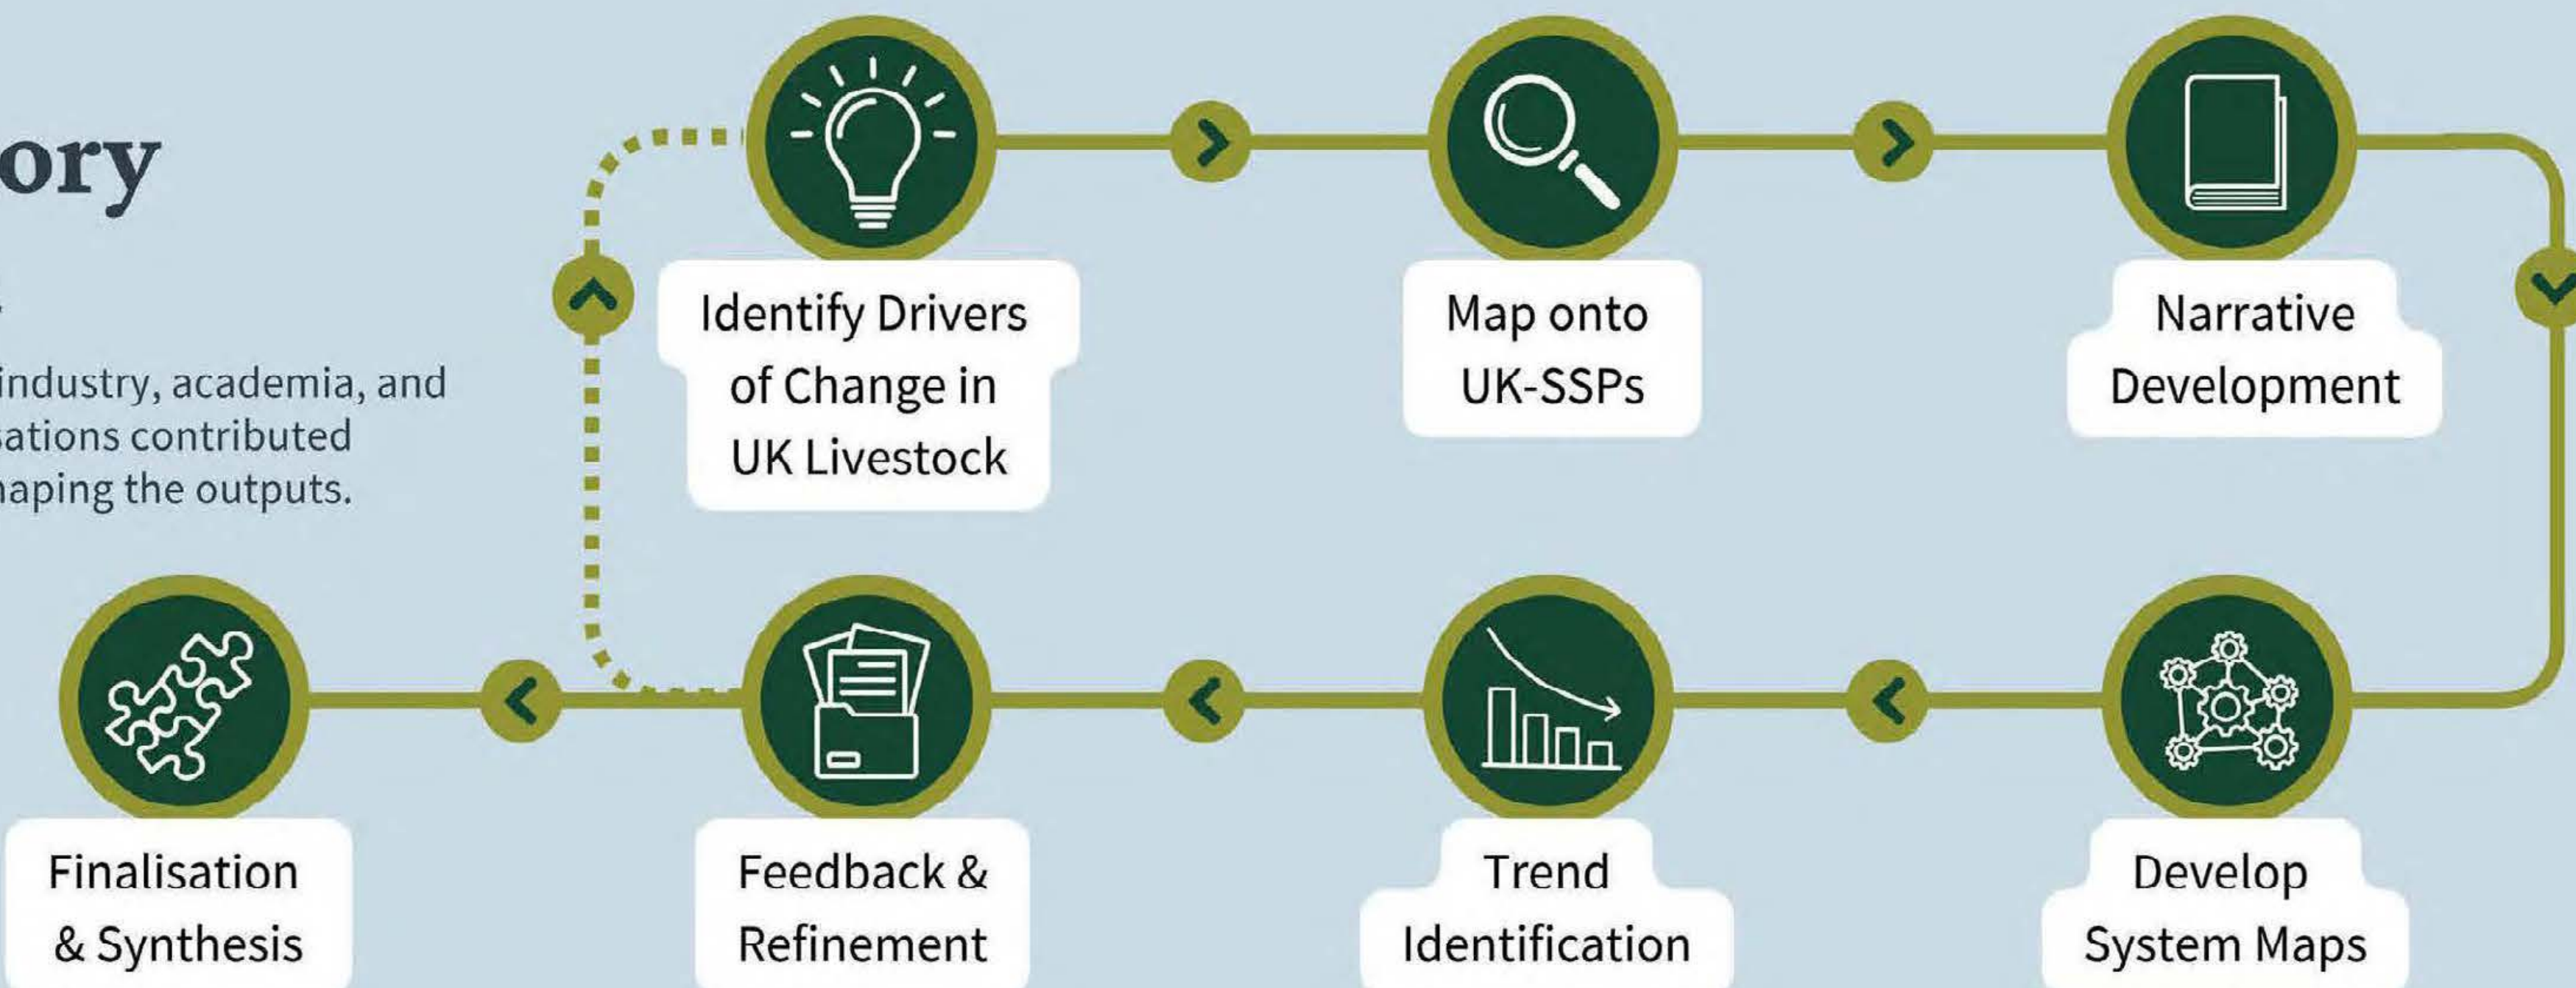 ory
industry, academia, and
sations contributed
haping the outputs.
Identify Drivers
of Change in
UK Livestock
Map onto
UK-SSPs
Narrative
Development
Develop
System Maps
Trend
Identification
Feedback &
Refinement
Finalisation
& Synthesis